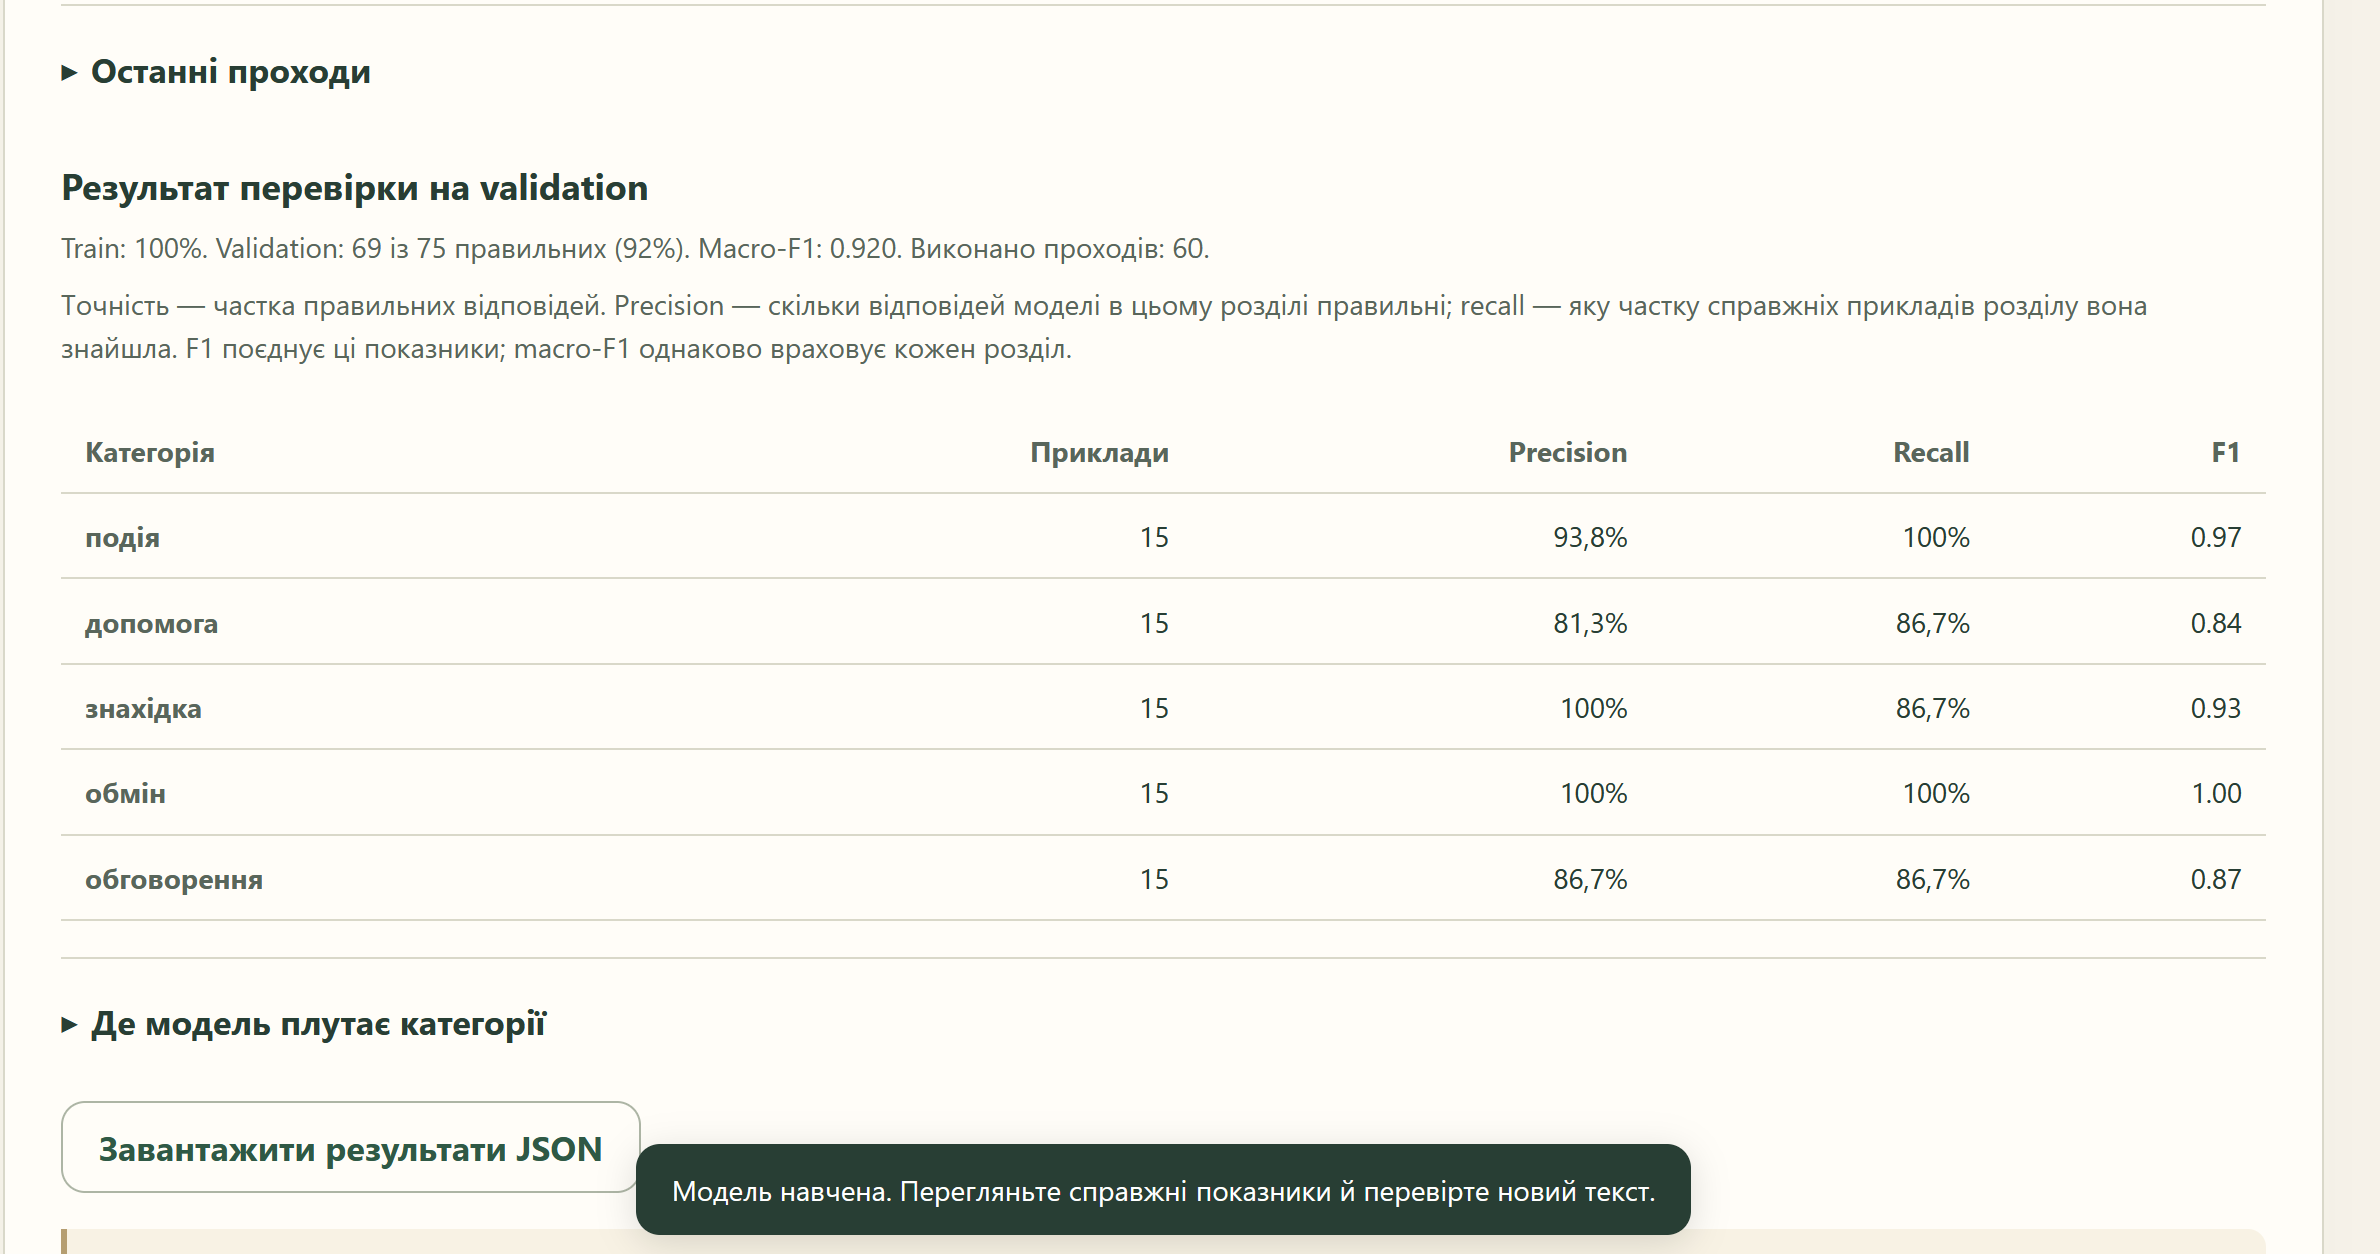 ▶ Останні проходи
Результат перевірки на validation
Train: 100%. Validation: 69 із 75 правильних (92%). Macro-F1: 0.920. Виконано проходів: 60.
Точність — частка правильних відповідей. Precision — скільки відповідей моделі в цьому розділі правильні; recall — яку частку справжніх прикладів розділу вона
знайшла. F1 поєднує ці показники; macro-F1 однаково враховує кожен розділ.
Категорія Приклади Precision Recall F1
подія 15 93,8% 100% 0.97
допомога 15 81,3% 86,7% 0.84
знахідка 15 100% 86,7% 0.93
обмін 15 100% 100% 1.00
обговорення 15 86,7% 86,7% 0.87
▶ Де модель плутає категорії
Завантажити результати JSON
Модель навчена. Перегляньте справжні показники й перевірте новий текст.